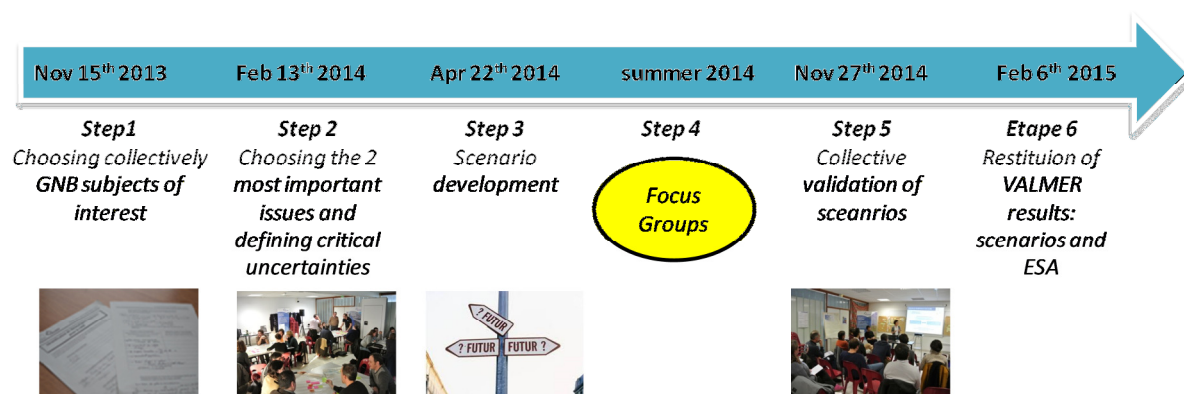 Nov 15th 2013
Feb 13th 2014
Apr 22th 2014
summer 2014
Nov 27th 2014
Feb 6th 2015
Step1
Choosing collectively
GNB subjects of
interest
Step 2
Choosing the 2
most important
issues and
defining critical
uncertainties
Step 3
Scenario
development
Step 4
Focus
Groups
Step 5
Collective
validation of
sceanrios
Etape 6
Restituion of
VALMER
results:
scenarios and
ESA
? FUTUR
? FUTUR
FUTUR ?